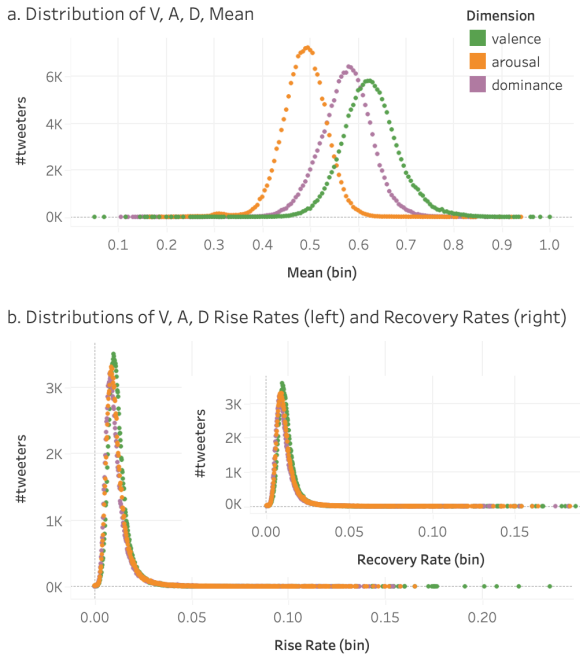 a. Distribution of V, A, D, Mean
Dimension
valence
arousal
dominance
#tweeters
6K
4K
2K
0K
0.1 0.2 0.3 0.4 0.5 0.6 0.7 0.8 0.9 1.0
Mean (bin)
b. Distributions of V, A, D Rise Rates (left) and Recovery Rates (right)
#tweeters
3K
2K
1K
0K
0.00 0.05 0.10 0.15 0.20
Rise Rate (bin)
#tweeters
3K
2K
1K
0K
0.00 0.05 0.10 0.15
Recovery Rate (bin)